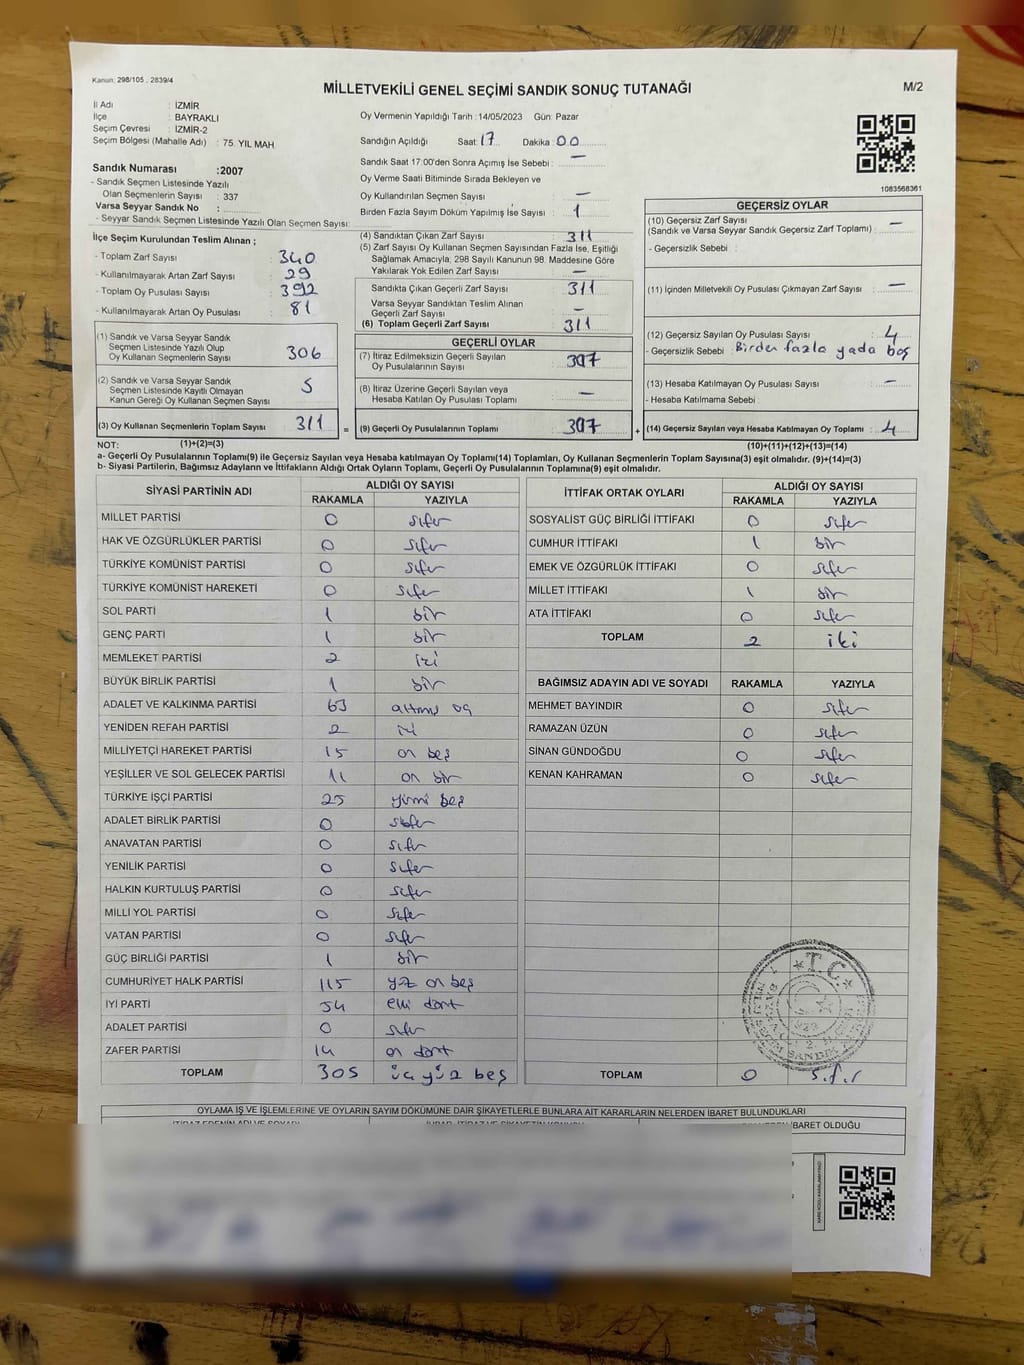 Kanun: 298/105 , 2839/4
MİLLETVEKİLİ GENEL SEÇİMİ SANDIK SONUÇ TUTANAĞI
M/2
İl Adı : İZMİR
İlçe : BAYRAKLI
Seçim Çevresi : İZMİR-2
Seçim Bölgesi (Mahalle Adı) : 75. YIL MAH.
Oy Vermenin Yapıldığı Tarih : 14/05/2023 Gün: Pazar
Sandığın Açıldığı Saat: 17 Dakika: 00
Sandık Saat 17:00'den Sonra Açımış İse Sebebi : —
Oy Verme Saati Bitiminde Sırada Bekleyen ve
Oy Kullandırılan Seçmen Sayısı : —
Birden Fazla Sayım Döküm Yapılmış İse Sayısı : 1
1083568361
Sandık Numarası :2007
- Sandık Seçmen Listesinde Yazılı
Olan Seçmenlerin Sayısı : 337
Varsa Seyyar Sandık No :
- Seyyar Sandık Seçmen Listesinde Yazılı Olan Seçmen Sayısı:
İlçe Seçim Kurulundan Teslim Alınan ;
- Toplam Zarf Sayısı : 340
- Kullanılmayarak Artan Zarf Sayısı : 29
- Toplam Oy Pusulası Sayısı : 392
- Kullanılmayarak Artan Oy Pusulası : 81
(1) Sandık ve Varsa Seyyar Sandık
Seçmen Listesinde Yazılı Olup
Oy Kullanan Seçmenlerin Sayısı : 306
(2) Sandık ve Varsa Seyyar Sandık
Seçmen Listesinde Kayıtlı Olmayan
Kanun Gereği Oy Kullanan Seçmen Sayısı : 5
(3) Oy Kullanan Seçmenlerin Toplam Sayısı : 311 =
(4) Sandıktan Çıkan Zarf Sayısı : 311
(5) Zarf Sayısı Oy Kullanan Seçmen Sayısından Fazla İse, Eşitliği
Sağlamak Amacıyla; 298 Sayılı Kanunun 98. Maddesine Göre
Yakılarak Yok Edilen Zarf Sayısı : —
Sandıkta Çıkan Geçerli Zarf Sayısı : 311
Varsa Seyyar Sandıktan Teslim Alınan
Geçerli Zarf Sayısı : —
(6) Toplam Geçerli Zarf Sayısı : 311
GEÇERLİ OYLAR
(7) İtiraz Edilmeksizin Geçerli Sayılan
Oy Pusulalarının Sayısı : 307
(8) İtiraz Üzerine Geçerli Sayılan veya
Hesaba Katılan Oy Pusulası Toplamı : —
(9) Geçerli Oy Pusulalarının Toplamı : 307 +
GEÇERSİZ OYLAR
(10) Geçersiz Zarf Sayısı
(Sandık ve Varsa Seyyar Sandık Geçersiz Zarf Toplamı) : —
- Geçersizlik Sebebi :
(11) İçinden Milletvekili Oy Pusulası Çıkmayan Zarf Sayısı : —
(12) Geçersiz Sayılan Oy Pusulası Sayısı : 4
- Geçersizlik Sebebi : Birden fazla yada boş
(13) Hesaba Katılmayan Oy Pusulası Sayısı : —
- Hesaba Katılmama Sebebi :
(14) Geçersiz Sayılan veya Hesaba Katılmayan Oy Toplamı : 4
NOT: (1)+(2)=(3) (10)+(11)+(12)+(13)=(14)
a- Geçerli Oy Pusulalarının Toplamı(9) ile Geçersiz Sayılan veya Hesaba katılmayan Oy Toplamı(14) Toplamları, Oy Kullanan Seçmenlerin Toplam Sayısına(3) eşit olmalıdır. (9)+(14)=(3)
b- Siyasi Partilerin, Bağımsız Adayların ve İttifakların Aldığı Ortak Oyların Toplamı, Geçerli Oy Pusulalarının Toplamına(9) eşit olmalıdır.
SİYASİ PARTİNİN ADI ALDIĞI OY SAYISI
RAKAMLA YAZIYLA
MİLLET PARTİSİ 0 sıfır
HAK VE ÖZGÜRLÜKLER PARTİSİ 0 sıfır
TÜRKİYE KOMÜNİST PARTİSİ 0 sıfır
TÜRKİYE KOMÜNİST HAREKETİ 0 sıfır
SOL PARTİ 1 bir
GENÇ PARTİ 1 bir
MEMLEKET PARTİSİ 2 iki
BÜYÜK BİRLİK PARTİSİ 1 bir
ADALET VE KALKINMA PARTİSİ 63 altmış üç
YENİDEN REFAH PARTİSİ 2 iki
MİLLİYETÇİ HAREKET PARTİSİ 15 on beş
YEŞİLLER VE SOL GELECEK PARTİSİ 11 on bir
TÜRKİYE İŞÇİ PARTİSİ 25 yirmi beş
ADALET BİRLİK PARTİSİ 0 sıfır
ANAVATAN PARTİSİ 0 sıfır
YENİLİK PARTİSİ 0 sıfır
HALKIN KURTULUŞ PARTİSİ 0 sıfır
MİLLİ YOL PARTİSİ 0 sıfır
VATAN PARTİSİ 0 sıfır
GÜÇ BİRLİĞİ PARTİSİ 1 bir
CUMHURİYET HALK PARTİSİ 115 yüz on beş
İYİ PARTİ 54 elli dört
ADALET PARTİSİ 0 sıfır
ZAFER PARTİSİ 14 on dört
TOPLAM 305 üç yüz beş
İTTİFAK ORTAK OYLARI ALDIĞI OY SAYISI
RAKAMLA YAZIYLA
SOSYALİST GÜÇ BİRLİĞİ İTTİFAKI 0 sıfır
CUMHUR İTTİFAKI 1 bir
EMEK VE ÖZGÜRLÜK İTTİFAKI 0 sıfır
MİLLET İTTİFAKI 1 bir
ATA İTTİFAKI 0 sıfır
TOPLAM 2 iki
BAĞIMSIZ ADAYIN ADI VE SOYADI RAKAMLA YAZIYLA
MEHMET BAYINDIR 0 sıfır
RAMAZAN ÜZÜN 0 sıfır
SİNAN GÜNDOĞDU 0 sıfır
KENAN KAHRAMAN 0 sıfır
T.C.
TOPLAM 0 sıfır
OYLAMA İŞ VE İŞLEMLERİNE VE OYLARIN SAYIM DÖKÜMÜNE DAİR ŞİKAYETLERLE BUNLARA AİT KARARLARIN NELERDEN İBARET BULUNDUKLARI
İBARET OLDUĞU